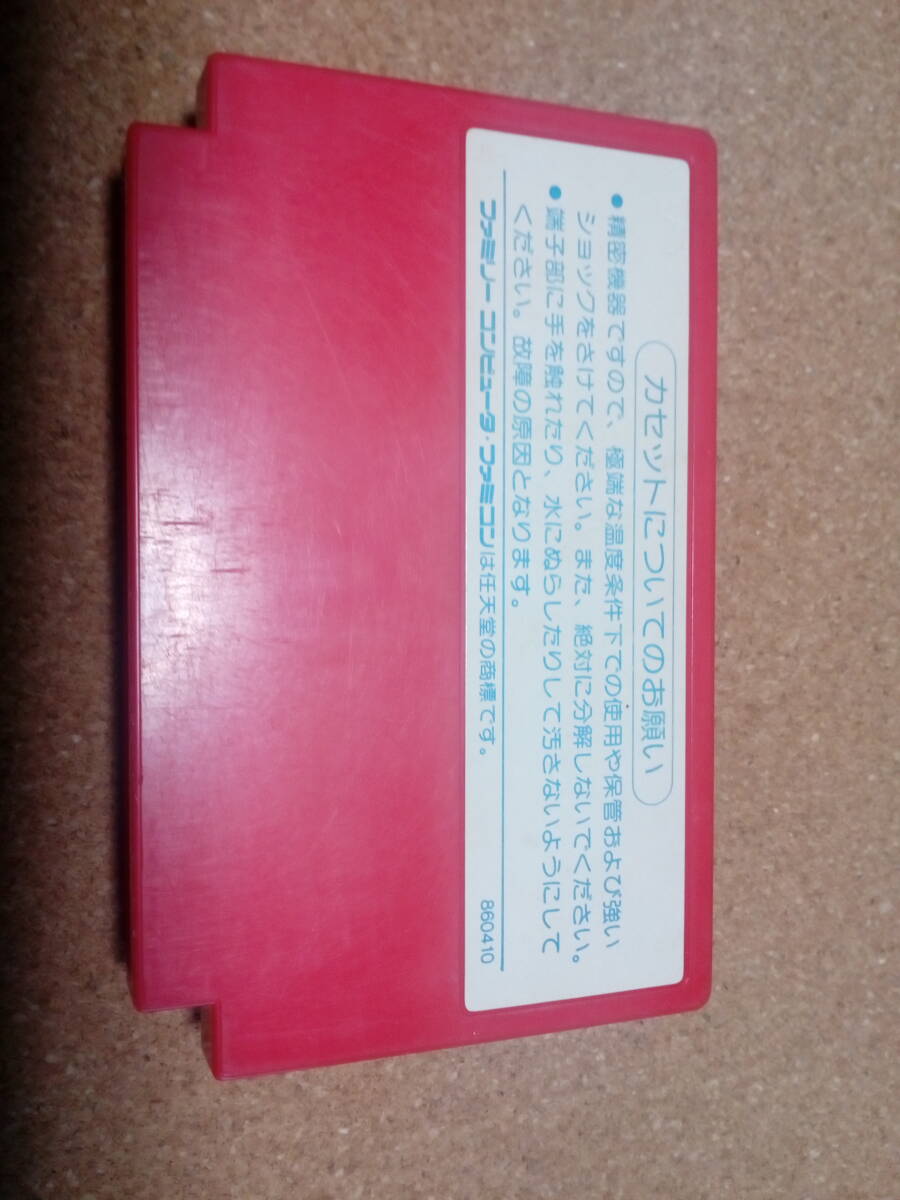 カセットについてのお願い
●精密機器ですので、極端な温度条件下での使用や保管および強い
ショックをさけてください。また、絶対に分解しないでください。
●端子部に手を触れたり、水にぬらしたりして汚さないようにして
ください。故障の原因となります。
ファミリー コンピュータ・ファミコンは任天堂の商標です。
860410